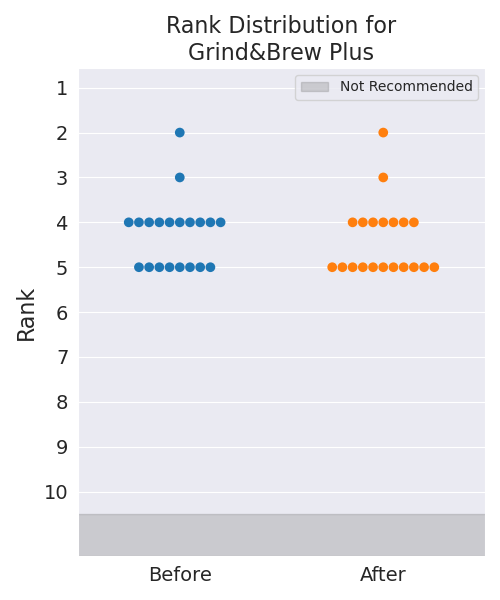 Rank Distribution for
Grind&Brew Plus
Not Recommended
1
2
3
4
5
6
7
8
9
10
Rank
Before
After